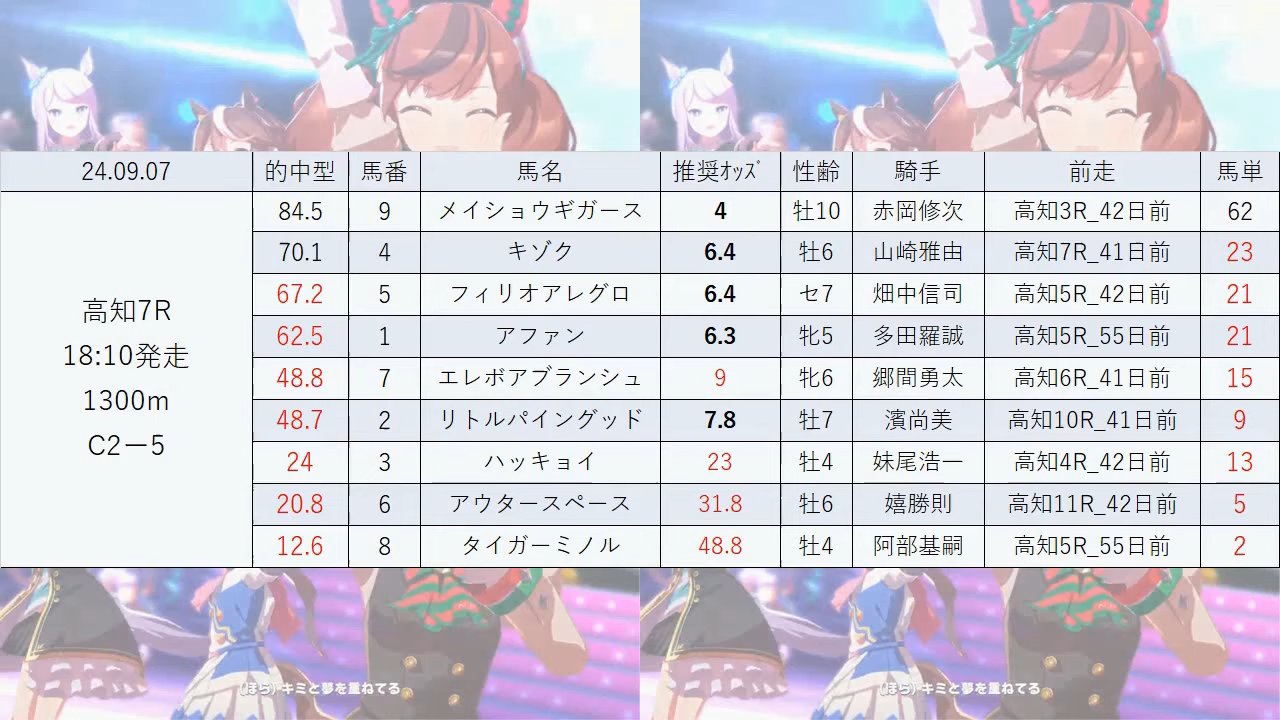 24.09.07 的中型 馬番 馬名 推奨ｵｯｽﾞ 性齢 騎手 前走 馬単
84.5 9 メイショウギガース 4 牡10 赤岡修次 高知3R_42日前 62
70.1 4 キゾク 6.4 牡6 山崎雅由 高知7R_41日前 23
67.2 5 フィリオアレグロ 6.4 セ7 畑中信司 高知5R_42日前 21
62.5 1 アファン 6.3 牝5 多田羅誠 高知5R_55日前 21
48.8 7 エレボアブランシュ 9 牝6 郷間勇太 高知6R_41日前 15
48.7 2 リトルパイングッド 7.8 牡7 濱尚美 高知10R_41日前 9
24 3 ハッキョイ 23 牡4 妹尾浩一 高知4R_42日前 13
20.8 6 アウタースペース 31.8 牡6 嬉勝則 高知11R_42日前 5
12.6 8 タイガーミノル 48.8 牡4 阿部基嗣 高知5R_55日前 2
高知7R
18:10発走
1300m
C2ー5
(ほら) キミと夢を重ねてる (ほら) キミと夢を重ねてる